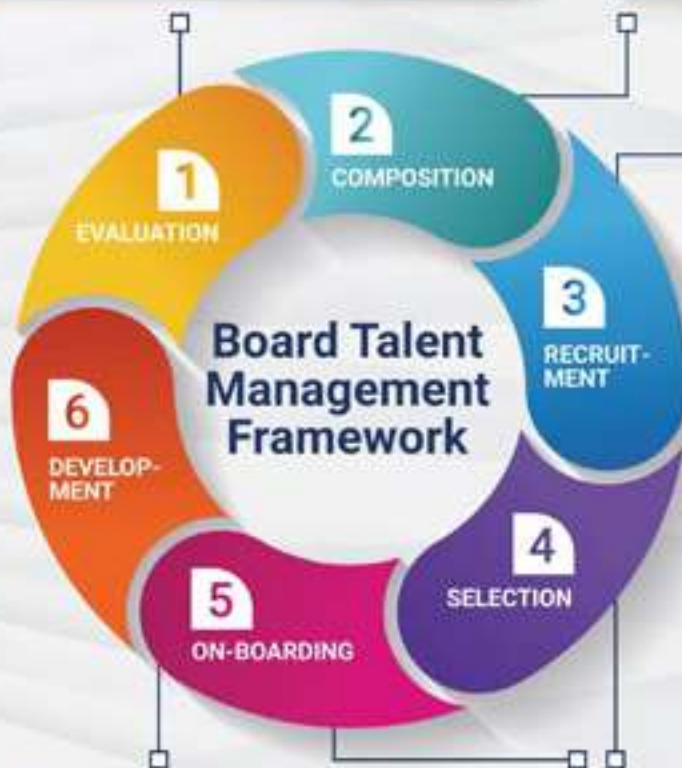 Board Talent
Management
Framework
1
EVALUATION
2
COMPOSITION
3
RECRUIT-
MENT
4
SELECTION
5
ON-BOARDING
6
DEVELOP-
MENT